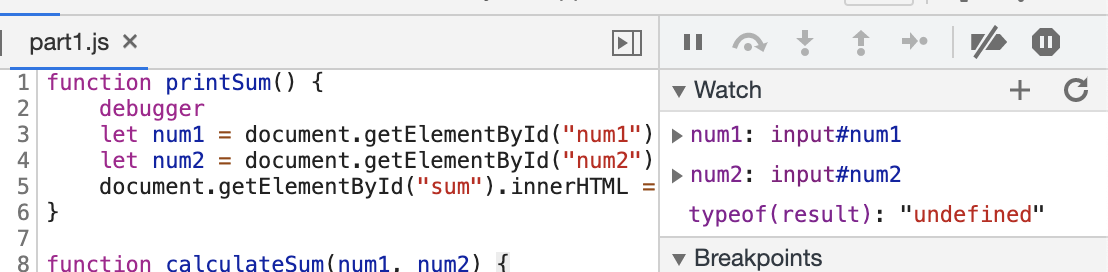 part1.js ×
1 function printSum() {
2 debugger
3 let num1 = document.getElementById("num1")
4 let num2 = document.getElementById("num2")
5 document.getElementById("sum").innerHTML =
6 }
7
8 function calculateSum(num1, num2) {
Watch
num1: input#num1
num2: input#num2
typeof(result): "undefined"
Breakpoints